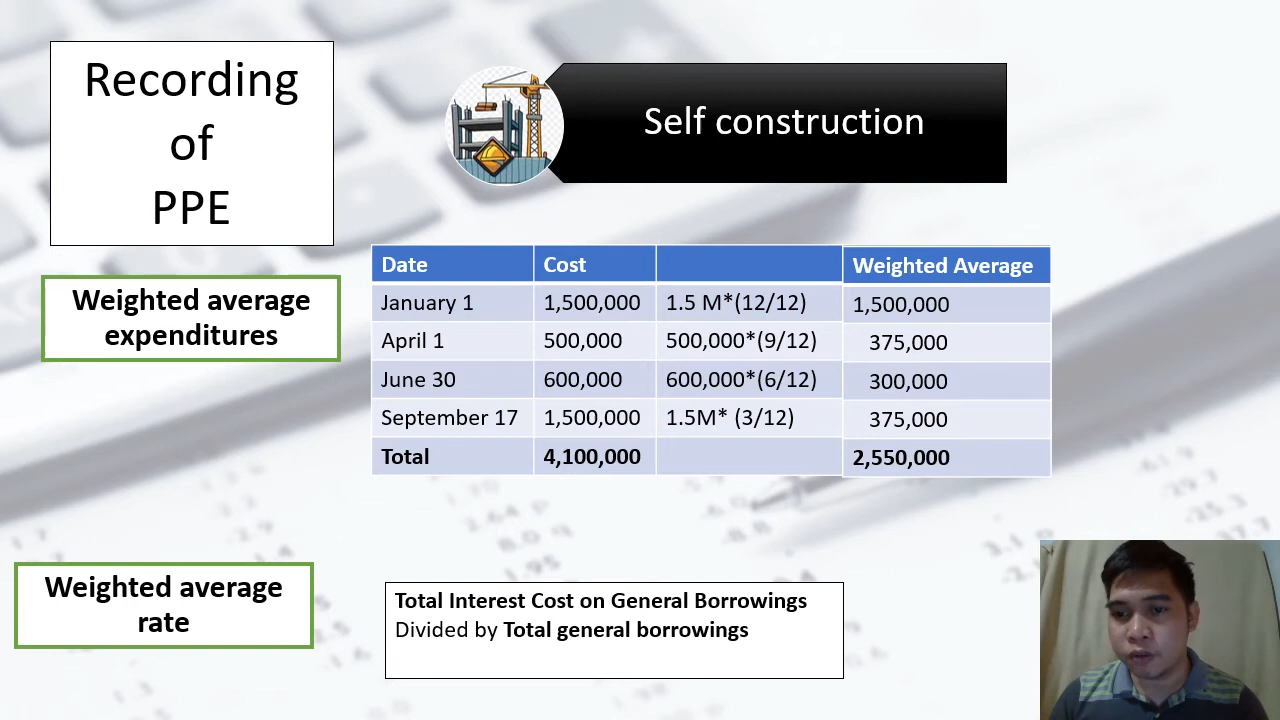 Recording
of
PPE
Self construction
Weighted average
expenditures
Date Cost Weighted Average
January 1 1,500,000 1.5 M*(12/12) 1,500,000
April 1 500,000 500,000*(9/12) 375,000
June 30 600,000 600,000*(6/12) 300,000
September 17 1,500,000 1.5M* (3/12) 375,000
Total 4,100,000 2,550,000
Weighted average
rate
Total Interest Cost on General Borrowings
Divided by Total general borrowings